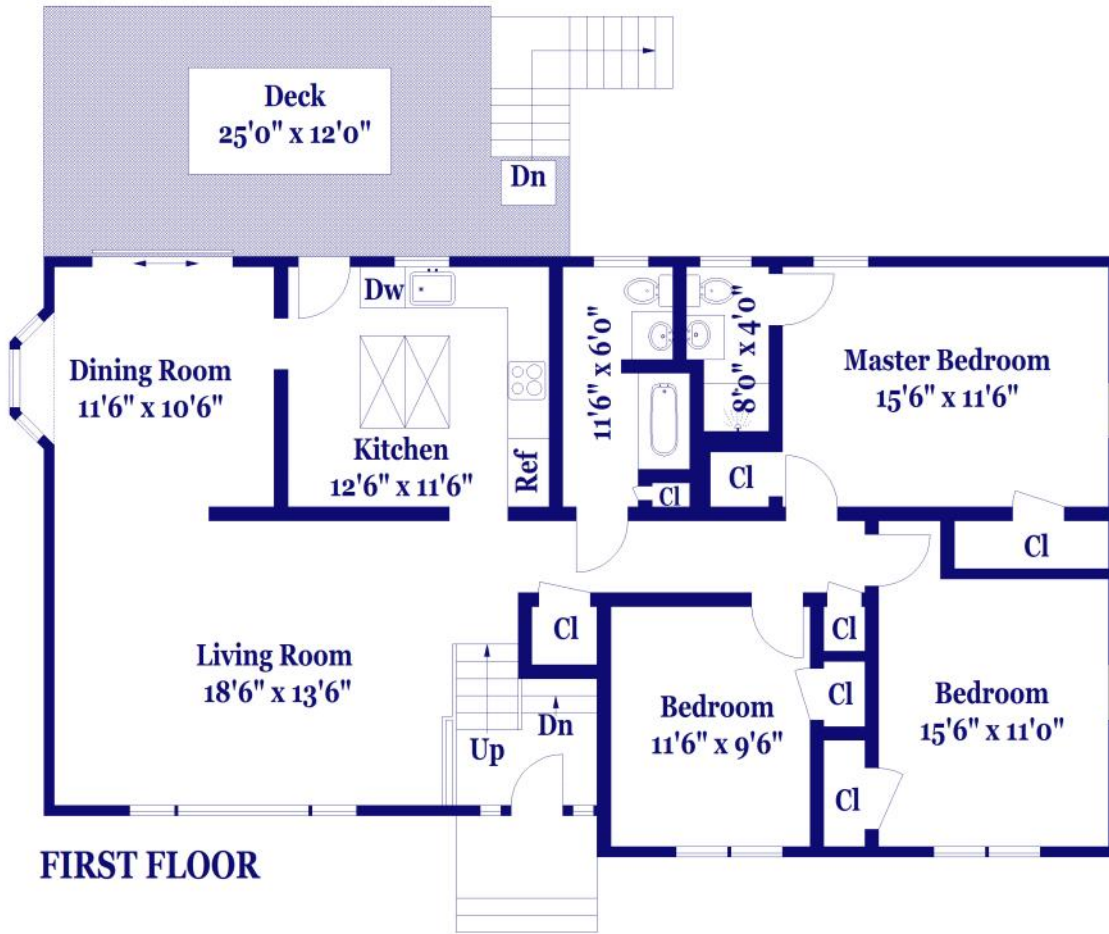 Deck
25'0" x 12'0"
Dn
Dw
Dining Room
11'6" x 10'6"
Kitchen
12'6" x 11'6"
Ref
11'6" x 6'0"
8'0" x 4'0"
Master Bedroom
15'6" x 11'6"
Cl
Cl
Cl
Living Room
18'6" x 13'6"
Cl
Cl
Up
Dn
Bedroom
11'6" x 9'6"
Cl
Bedroom
15'6" x 11'0"
Cl
FIRST FLOOR